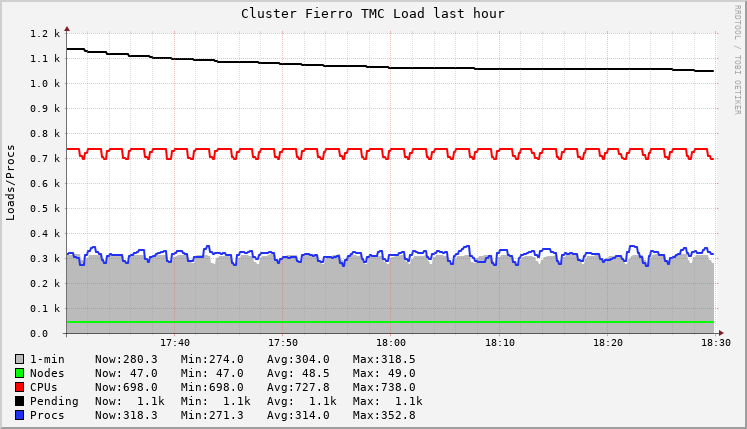 Cluster Fierro TMC Load last hour
RRDTOOL / TOBI OETIKER
Loads/Procs
1.2 k
1.1 k
1.0 k
0.9 k
0.8 k
0.7 k
0.6 k
0.5 k
0.4 k
0.3 k
0.2 k
0.1 k
0.0
17:40 17:50 18:00 18:10 18:20 18:30
1-min Now:280.3 Min:274.0 Avg:304.0 Max:318.5
Nodes Now: 47.0 Min: 47.0 Avg: 48.5 Max: 49.0
CPUs Now:698.0 Min:698.0 Avg:727.8 Max:738.0
Pending Now: 1.1k Min: 1.1k Avg: 1.1k Max: 1.1k
Procs Now:318.3 Min:271.3 Avg:314.0 Max:352.8